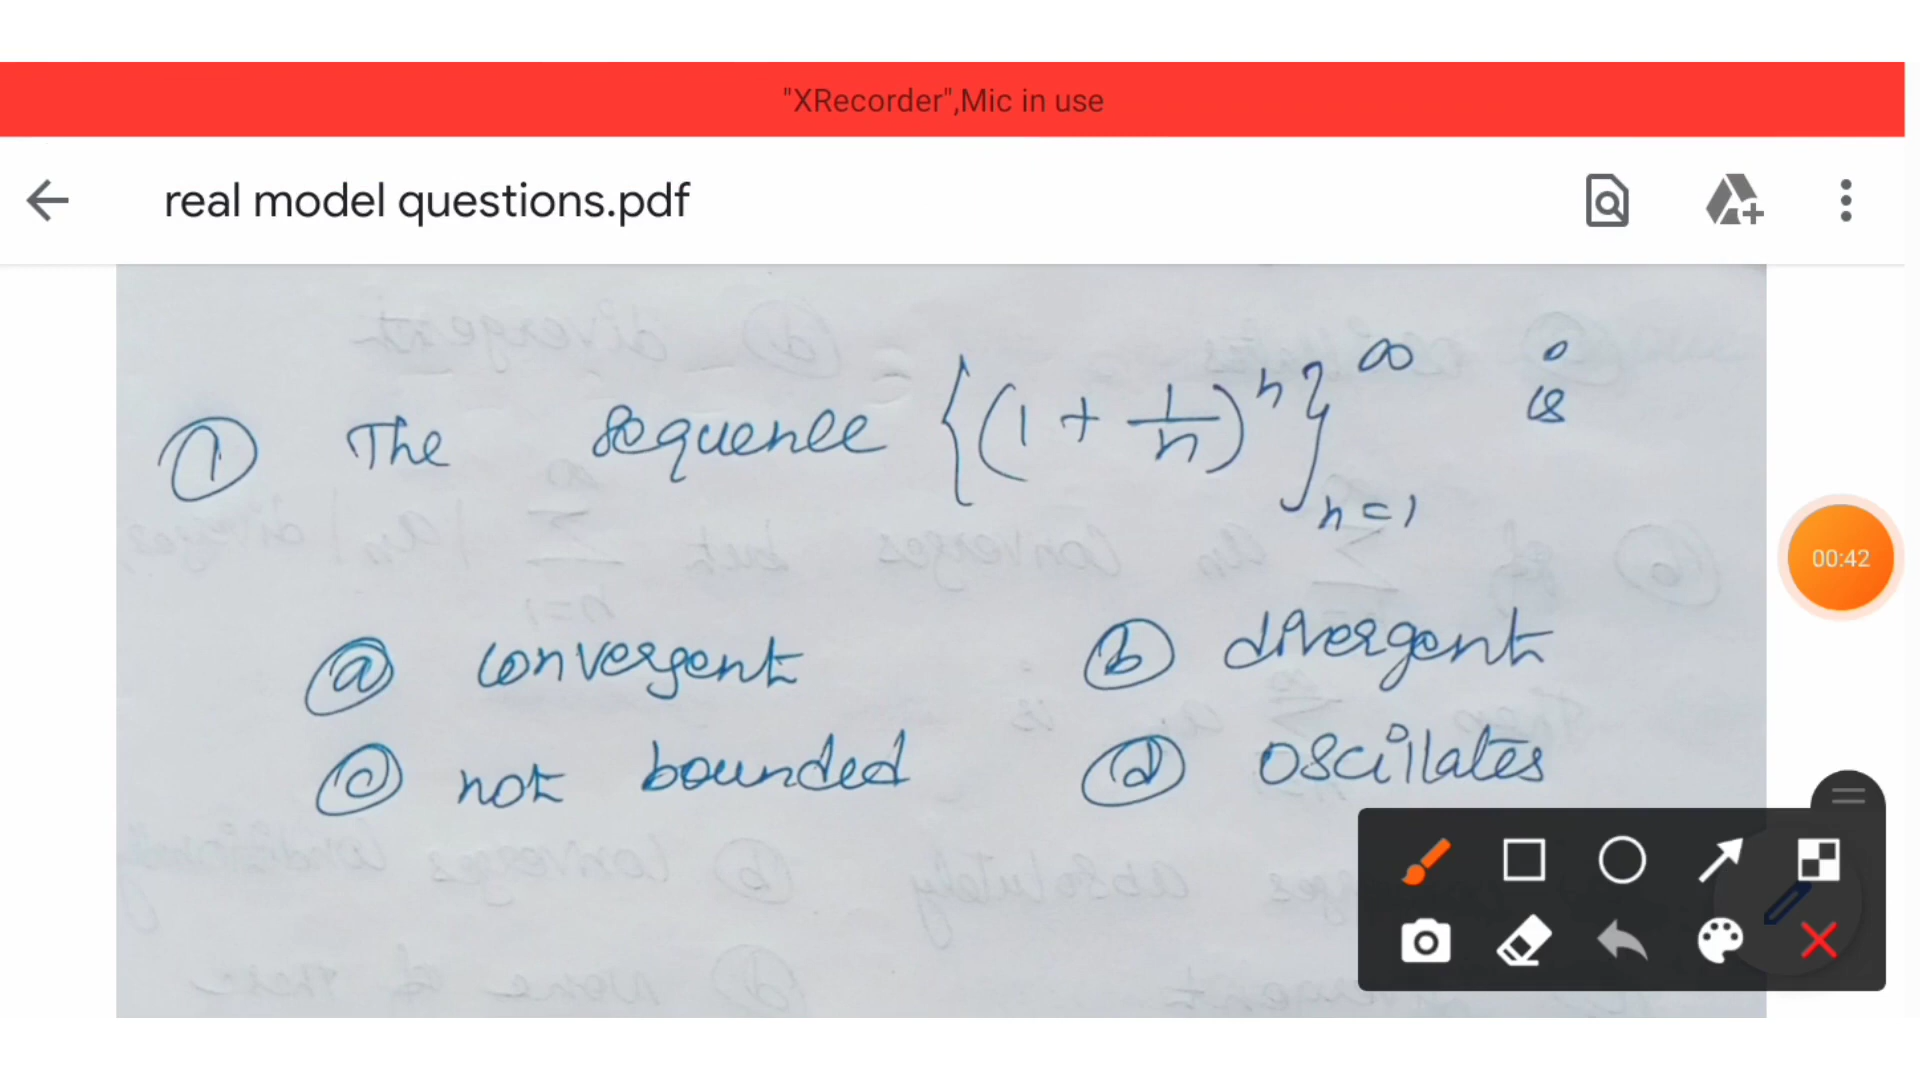 "XRecorder",Mic in use
real model questions.pdf
① The sequence {(1 + 1/n)^n}_{n=1}^∞ is
ⓐ convergent ⓑ divergent
ⓒ not bounded ⓓ oscillates
00:42